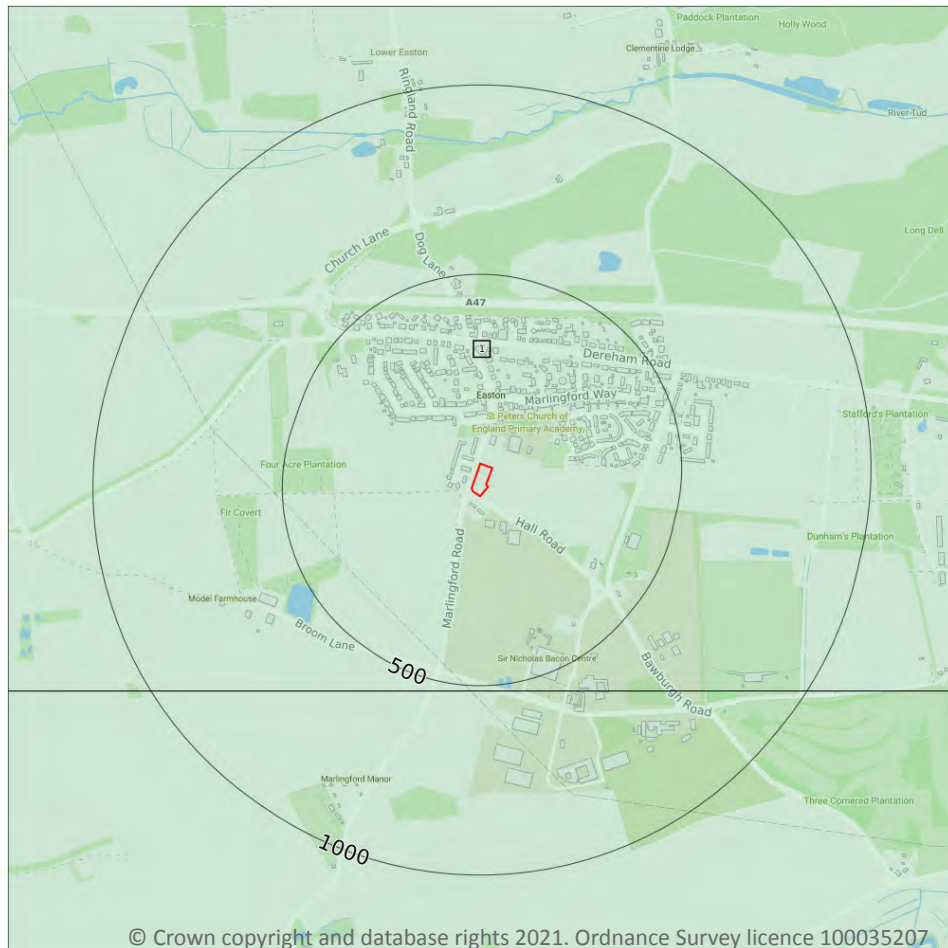 Paddock Plantation
Holly Wood
Clementine Lodge
Lower Easton
Ringland Road
River Tud
Church Lane
Dog Lane
Long Dell
A47
1
Dereham Road
Easton
Marlingford Way
St Peters Church of
England Primary Academy
Stafford's Plantation
Four Acre Plantation
Fir Covert
Hall Road
Dunham's Plantation
Marlingford Road
Model Farmhouse
Broom Lane
Sir Nicholas Bacon Centre
500
Bawburgh Road
Marlingford Manor
Three Cornered Plantation
1000
© Crown copyright and database rights 2021. Ordnance Survey licence 100035207